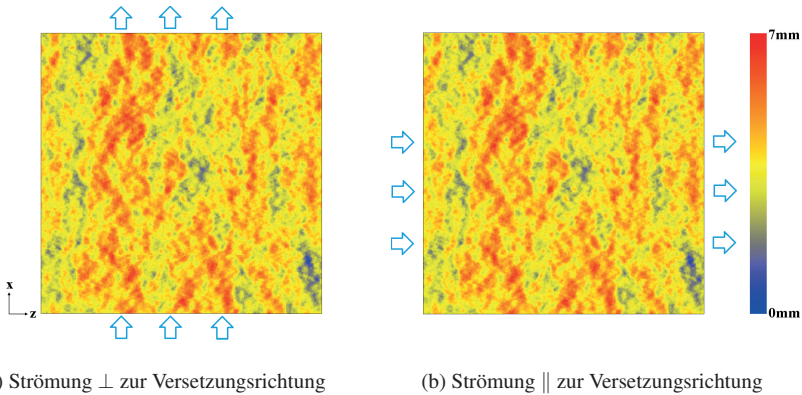 7mm
x
z
0mm
) Strömung ⊥ zur Versetzungsrichtung
(b) Strömung ∥ zur Versetzungsrichtung